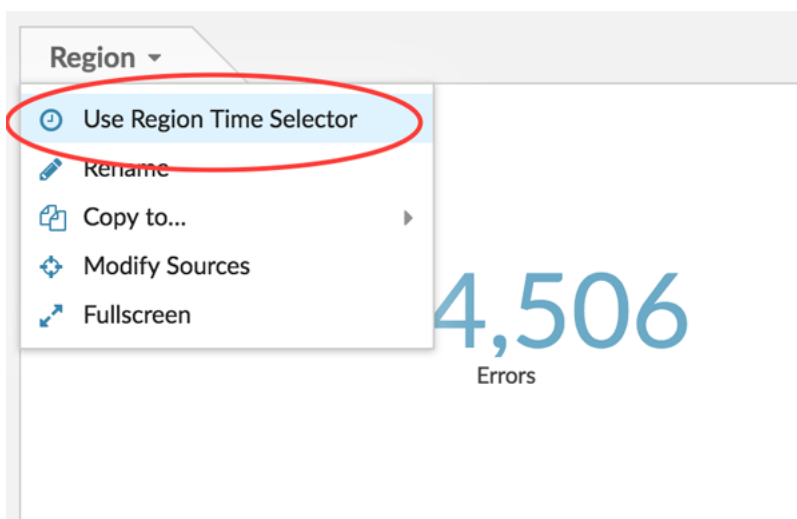 Region
Use Region Time Selector
Rename
Copy to...
Modify Sources
Fullscreen
4,506
Errors